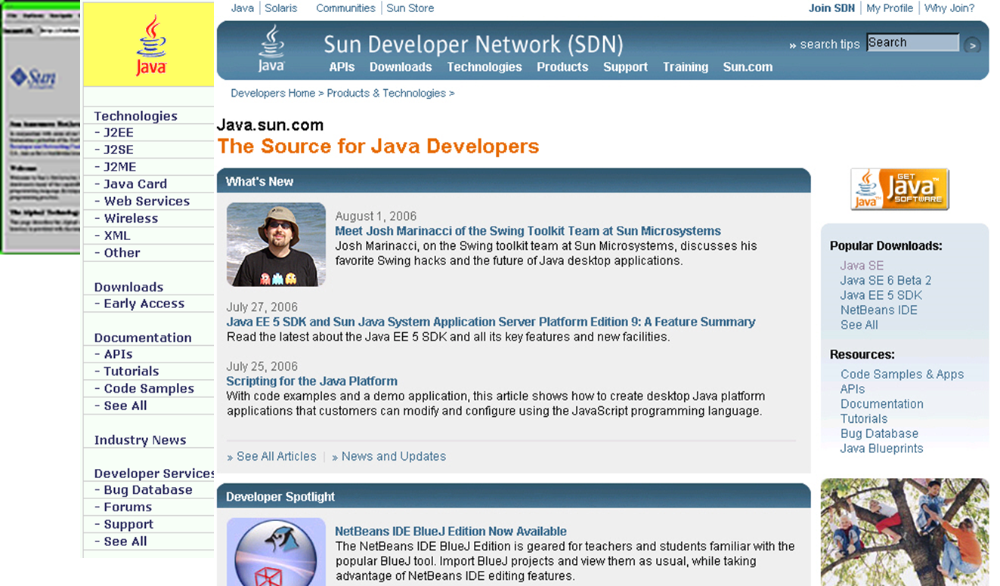 Sun
Welcome
Java
Technologies
- J2EE
- J2SE
- J2ME
- Java Card
- Web Services
- Wireless
- XML
- Other
Downloads
- Early Access
Documentation
- APIs
- Tutorials
- Code Samples
- See All
Industry News
Developer Services
- Bug Database
- Forums
- Support
- See All
Java | Solaris Communities | Sun Store
Join SDN | My Profile | Why Join?
Java
Sun Developer Network (SDN)
» search tips Search >
APIs Downloads Technologies Products Support Training Sun.com
Developers Home > Products & Technologies >
Java.sun.com
The Source for Java Developers
What's New
August 1, 2006
Meet Josh Marinacci of the Swing Toolkit Team at Sun Microsystems
Josh Marinacci, on the Swing toolkit team at Sun Microsystems, discusses his
favorite Swing hacks and the future of Java desktop applications.
July 27, 2006
Java EE 5 SDK and Sun Java System Application Server Platform Edition 9: A Feature Summary
Read the latest about the Java EE 5 SDK and all its key features and new facilities.
July 25, 2006
Scripting for the Java Platform
With code examples and a demo application, this article shows how to create desktop Java platform
applications that customers can modify and configure using the JavaScript programming language.
» See All Articles | » News and Updates
Developer Spotlight
NetBeans IDE BlueJ Edition Now Available
The NetBeans IDE BlueJ Edition is geared for teachers and students familiar with the
popular BlueJ tool. Import BlueJ projects and view them as usual, while taking
advantage of NetBeans IDE editing features.
Java™
GET
Java™
SOFTWARE
Popular Downloads:
Java SE
Java SE 6 Beta 2
Java EE 5 SDK
NetBeans IDE
See All
Resources:
Code Samples & Apps
APIs
Documentation
Tutorials
Bug Database
Java Blueprints